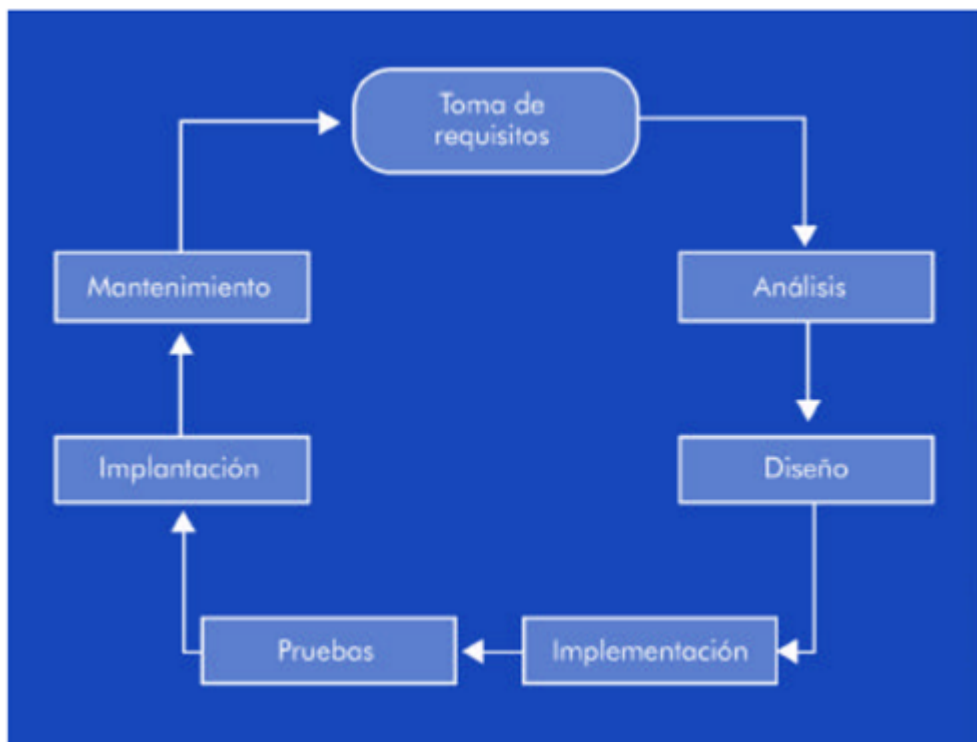 Toma de
requisitos
Análisis
Diseño
Implementación
Pruebas
Implantación
Mantenimiento